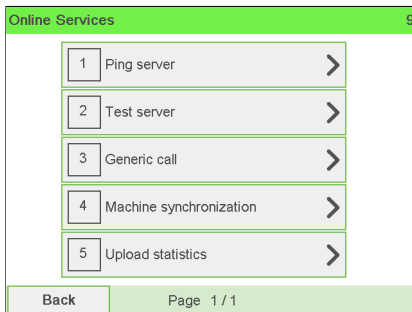 Online Services 9
1 Ping server
2 Test server
3 Generic call
4 Machine synchronization
5 Upload statistics
Back Page 1 / 1